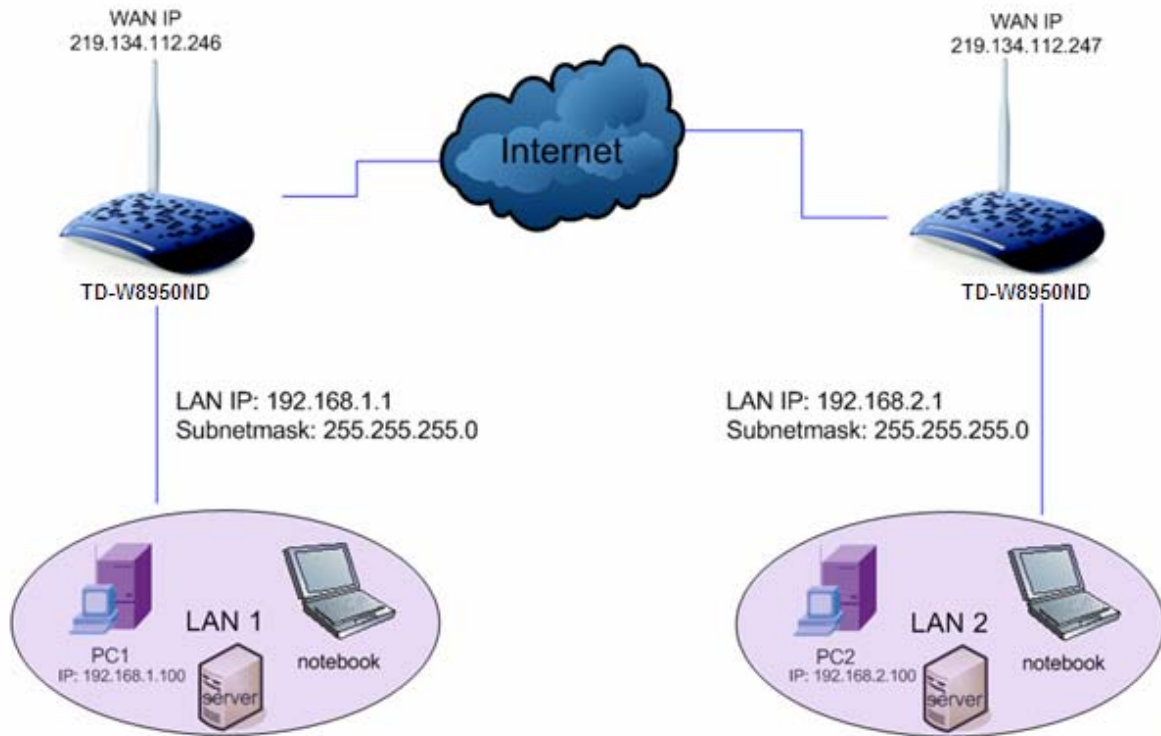 WAN IP
219.134.112.246
WAN IP
219.134.112.247
Internet
TD-W8950ND
TD-W8950ND
LAN IP: 192.168.1.1
Subnetmask: 255.255.255.0
LAN IP: 192.168.2.1
Subnetmask: 255.255.255.0
LAN 1
PC1
IP: 192.168.1.100
server
notebook
LAN 2
PC2
IP: 192.168.2.100
server
notebook